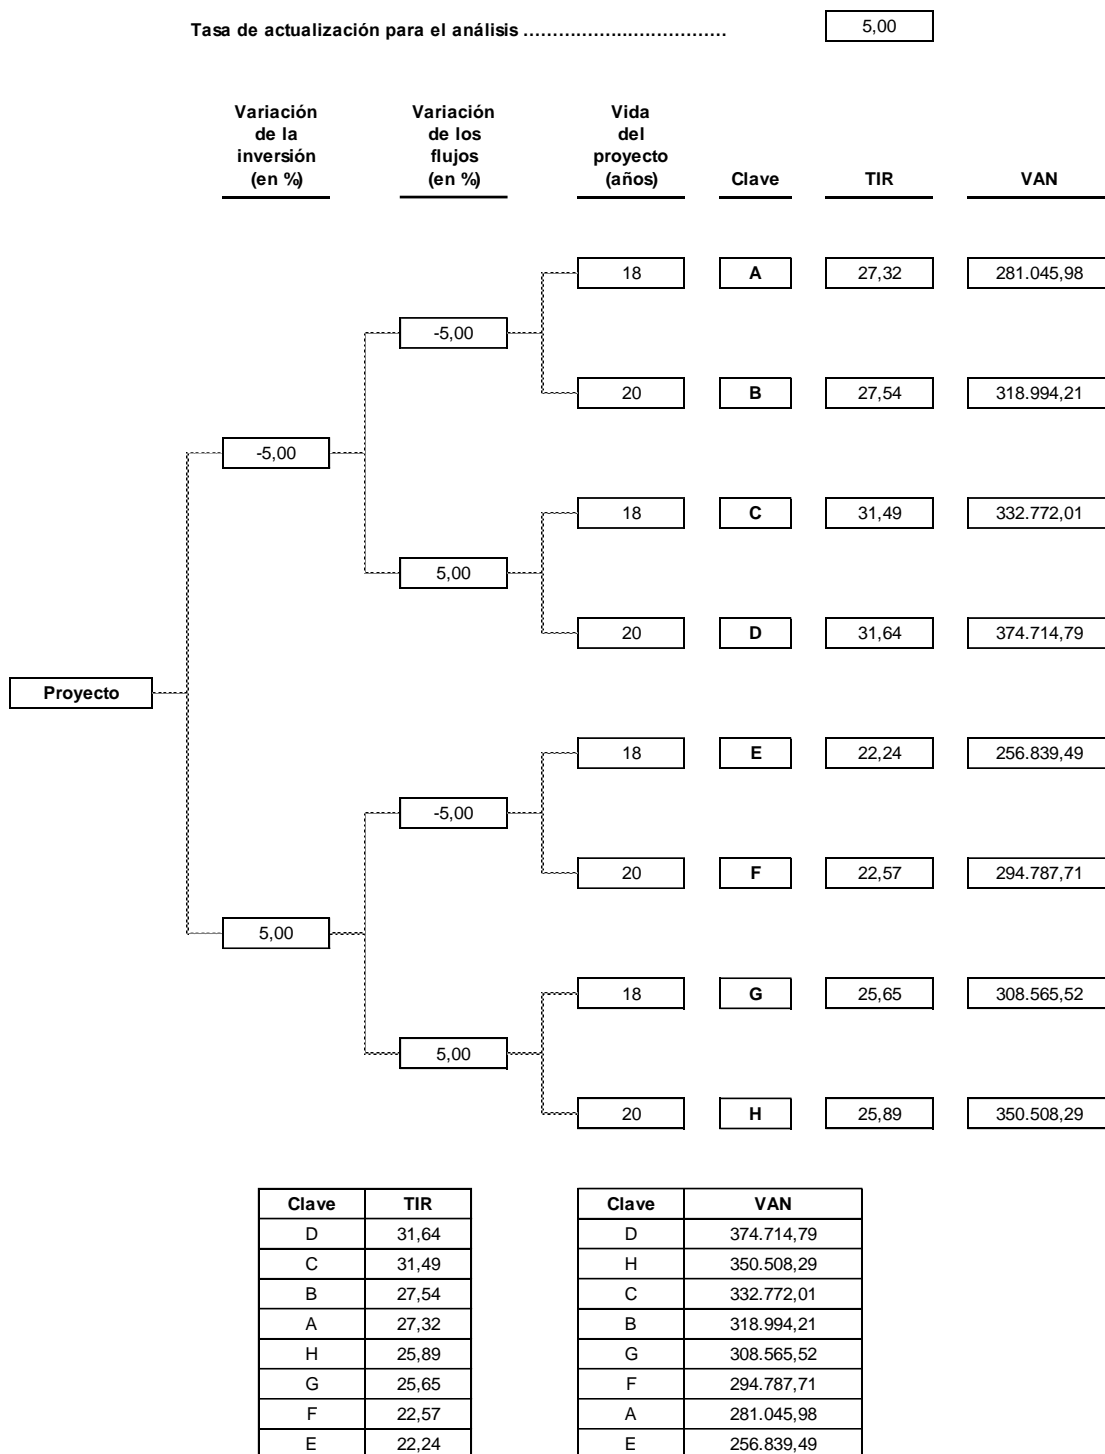 Tasa de actualización para el análisis ................................... 5,00
Variación Variación Vida
de la de los del
inversión flujos proyecto
(en %) (en %) (años) Clave TIR VAN
18 A 27,32 281.045,98
-5,00
20 B 27,54 318.994,21
-5,00
18 C 31,49 332.772,01
5,00
20 D 31,64 374.714,79
Proyecto
18 E 22,24 256.839,49
-5,00
20 F 22,57 294.787,71
5,00
18 G 25,65 308.565,52
5,00
20 H 25,89 350.508,29
Clave TIR Clave VAN
D 31,64 D 374.714,79
C 31,49 H 350.508,29
B 27,54 C 332.772,01
A 27,32 B 318.994,21
H 25,89 G 308.565,52
G 25,65 F 294.787,71
F 22,57 A 281.045,98
E 22,24 E 256.839,49